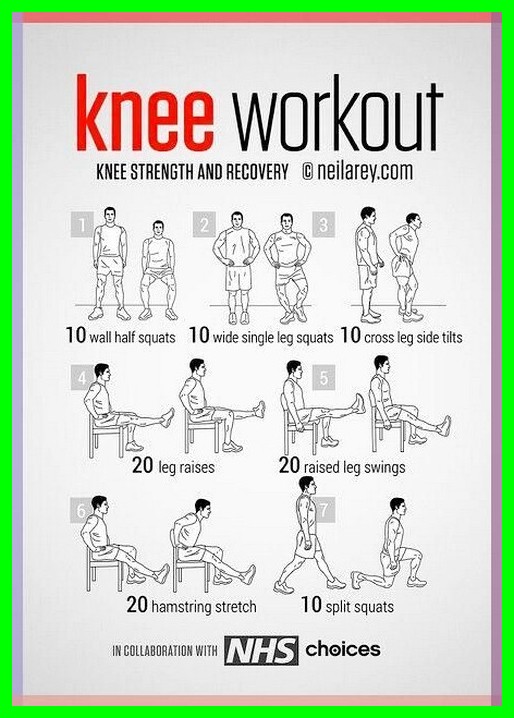 knee workout
KNEE STRENGTH AND RECOVERY © neilarey.com
1 2 3
10 wall half squats 10 wide single leg squats 10 cross leg side tilts
4 5
20 leg raises 20 raised leg swings
6 7
20 hamstring stretch 10 split squats
IN COLLABORATION WITH NHS choices